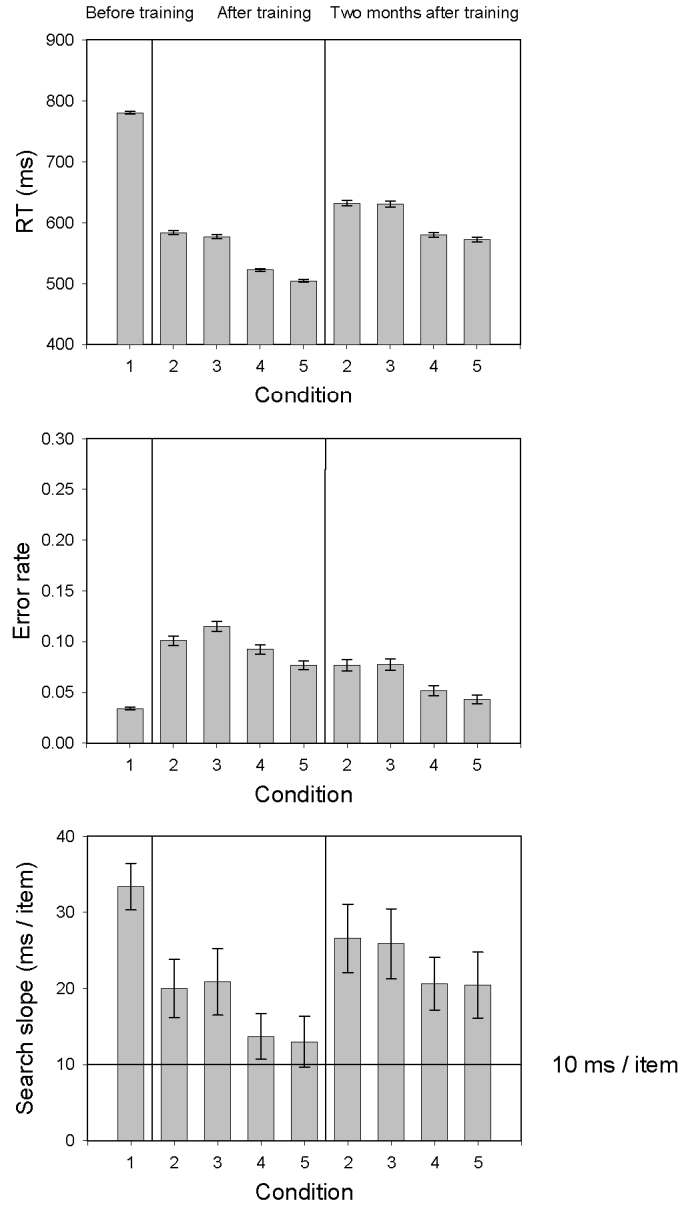 Before training After training Two months after training
900
800
700
600
500
400
RT (ms)
1 2 3 4 5 2 3 4 5
Condition
0.30
0.25
0.20
0.15
0.10
0.05
0.00
Error rate
1 2 3 4 5 2 3 4 5
Condition
40
30
20
10
0
Search slope (ms / item)
10 ms / item
1 2 3 4 5 2 3 4 5
Condition